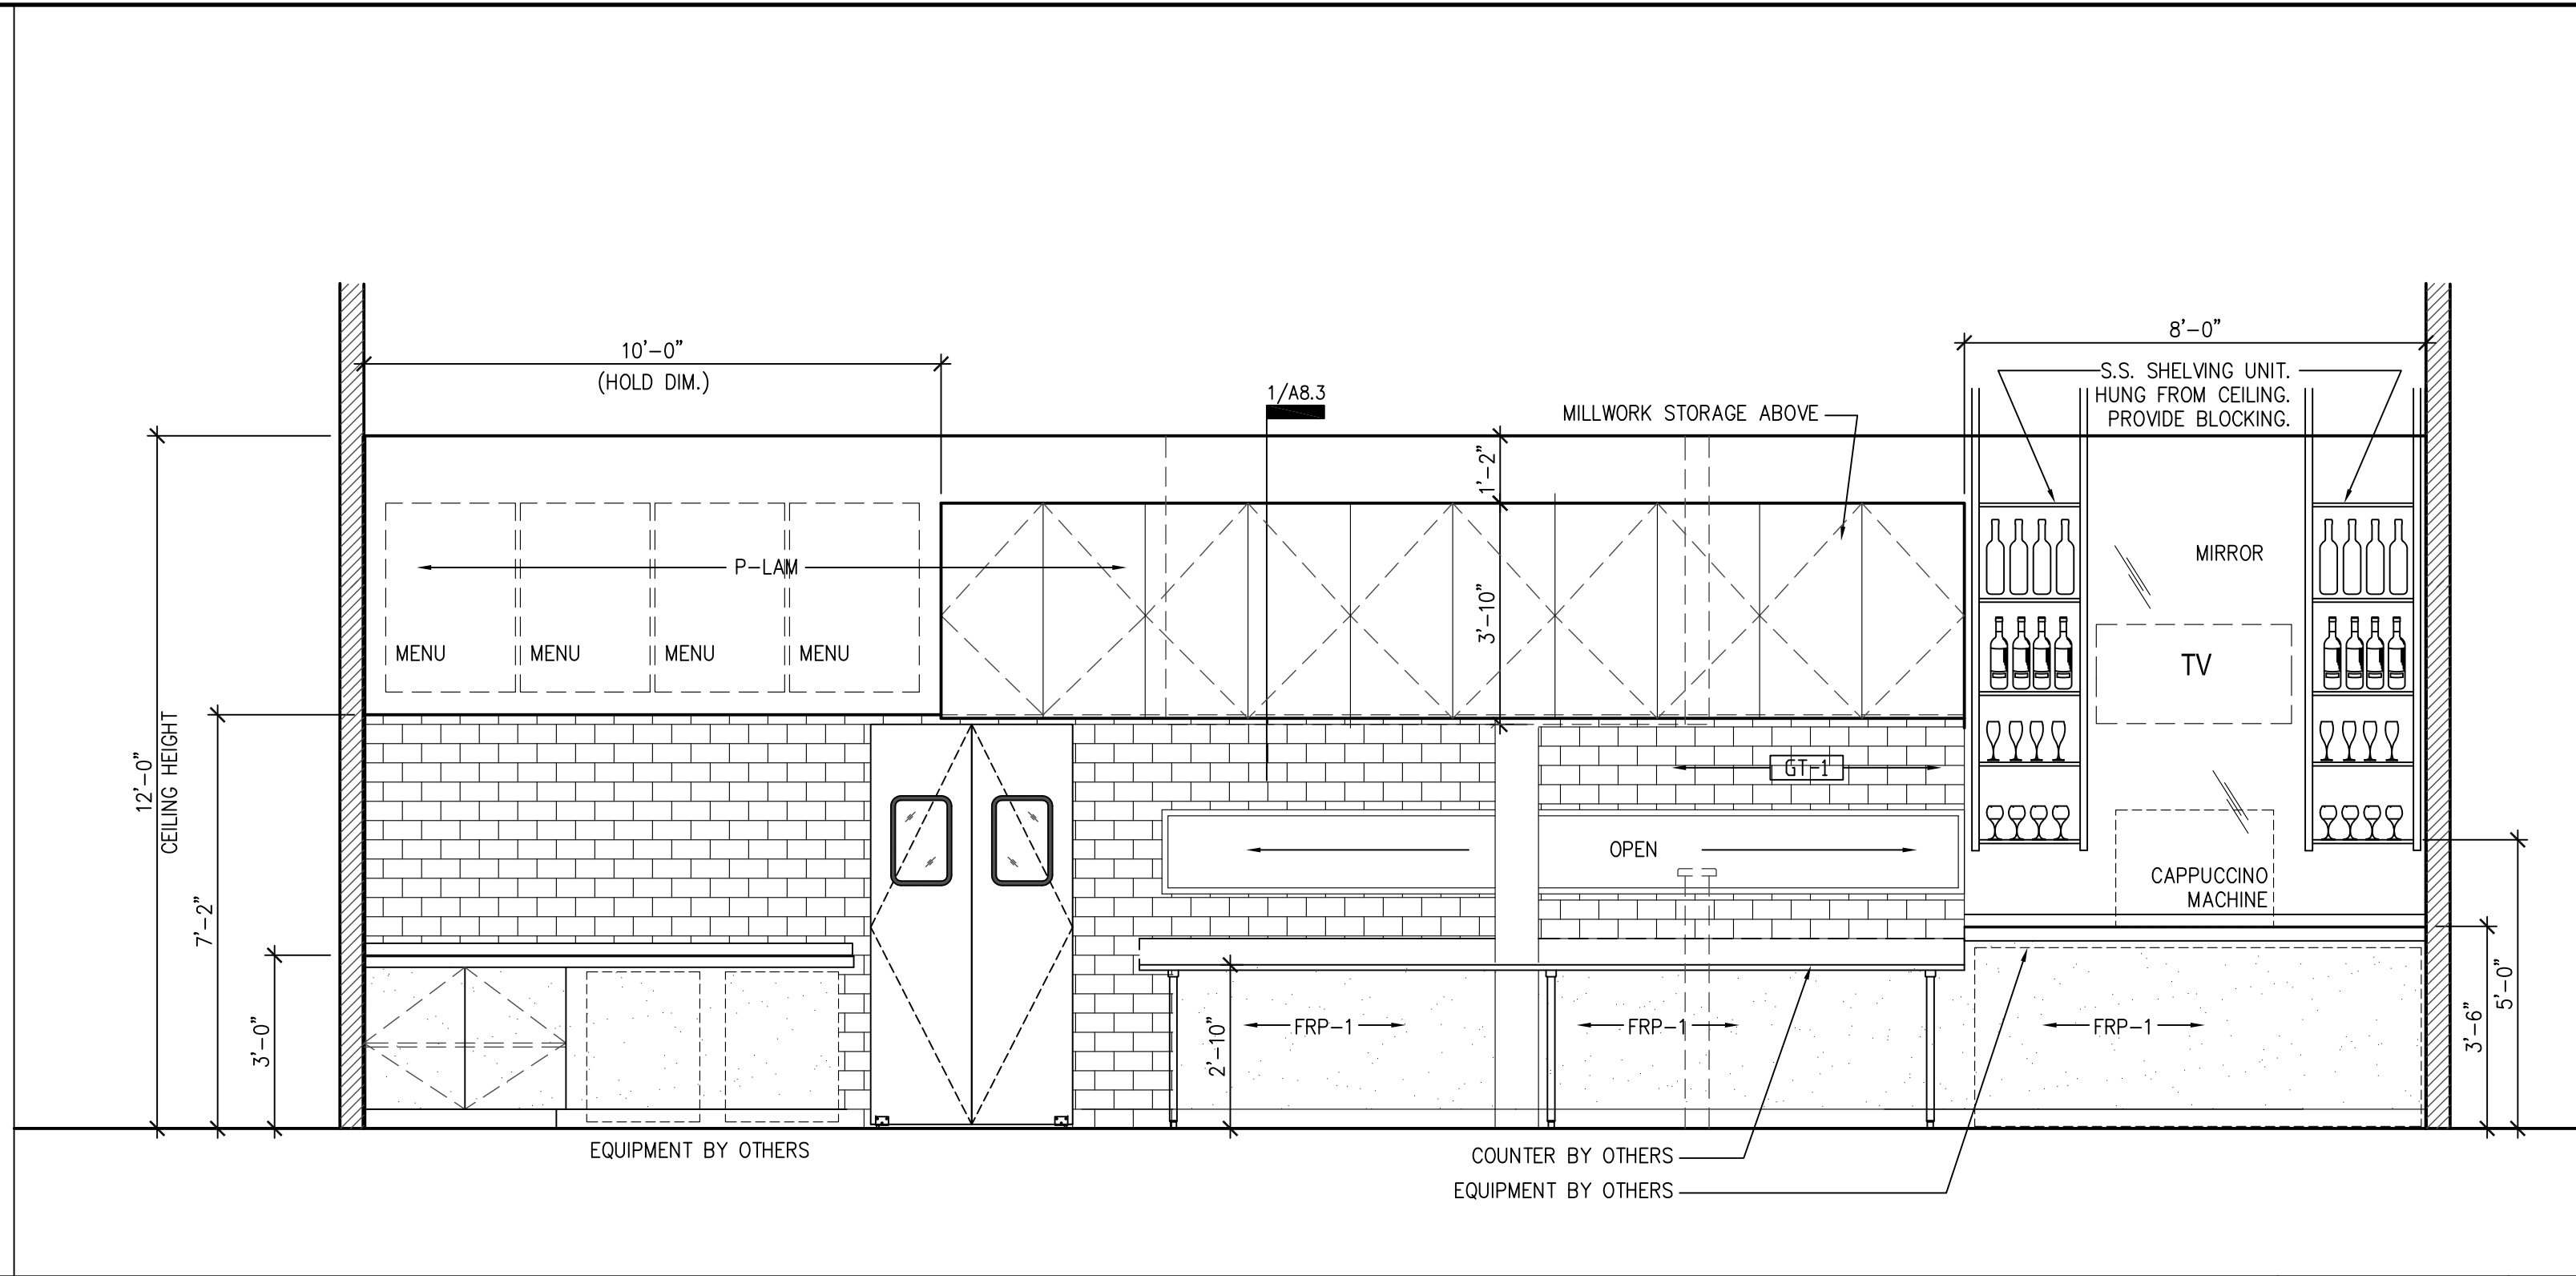 8'-0"
10'-0"
(HOLD DIM.)
S.S. SHELVING UNIT.
HUNG FROM CEILING.
PROVIDE BLOCKING.
1/A8.3
MILLWORK STORAGE ABOVE
1'-2"
P-LAM
MIRROR
3'-10"
MENU
MENU
MENU
MENU
TV
12'-0"
CEILING HEIGHT
GT-1
OPEN
CAPPUCCINO
MACHINE
7'-2"
5'-0"
3'-0"
2'-10"
FRP-1
FRP-1
FRP-1
3'-6"
EQUIPMENT BY OTHERS
COUNTER BY OTHERS
EQUIPMENT BY OTHERS